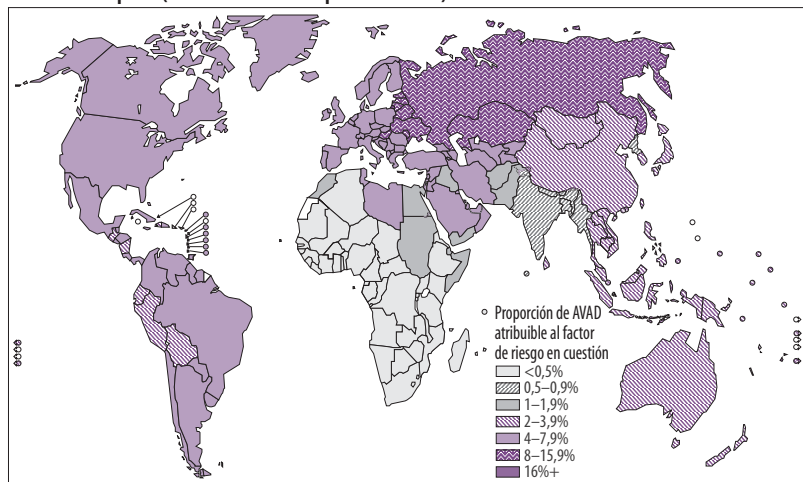 Proporción de AVAD
atribuible al factor
de riesgo en cuestión
<0,5%
0,5–0,9%
1–1,9%
2–3,9%
4–7,9%
8–15,9%
16%+